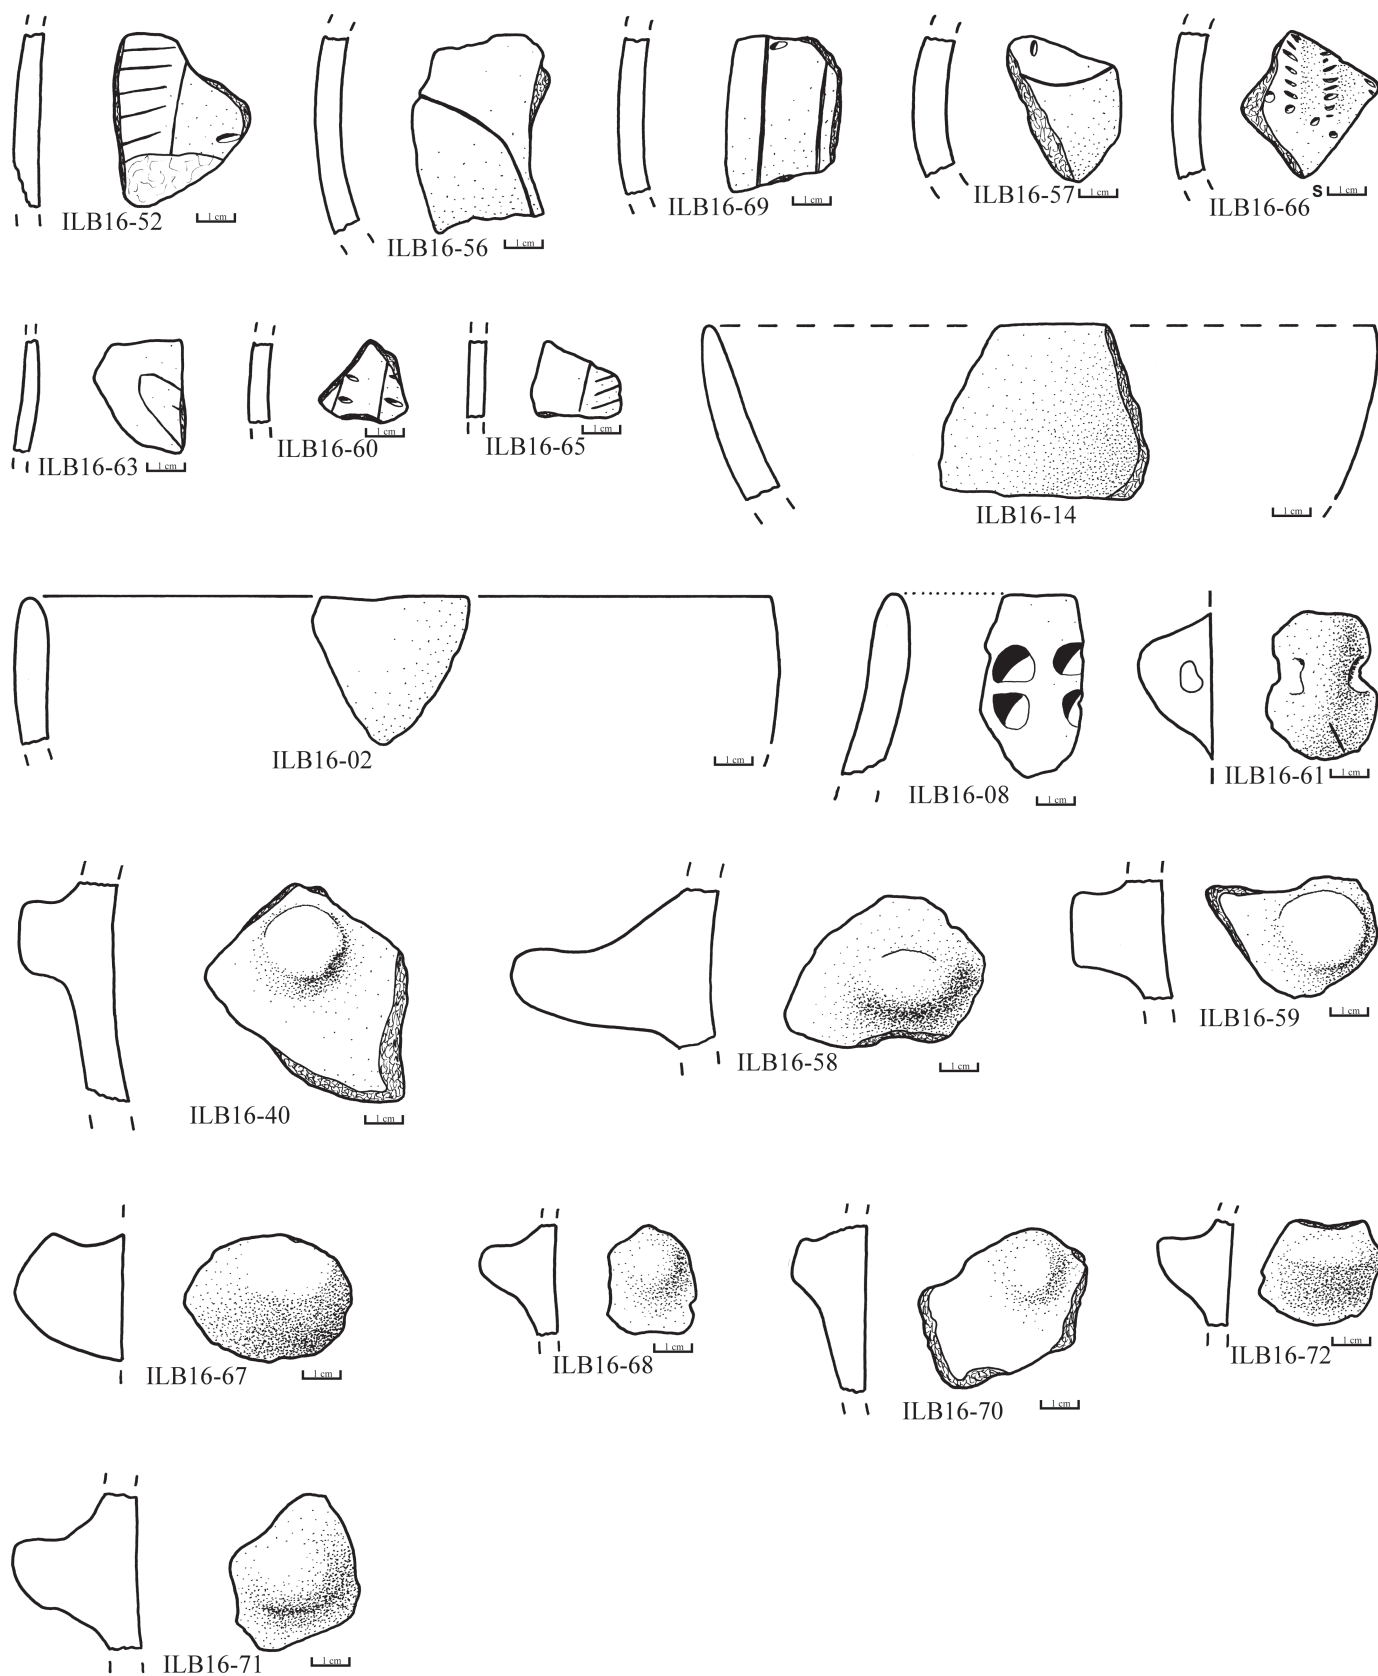 ILB16-52 1 cm
ILB16-56 1 cm
ILB16-69 1 cm
ILB16-57 1 cm
S
ILB16-66 1 cm
ILB16-63 1 cm
ILB16-60 1 cm
ILB16-65 1 cm
ILB16-14 1 cm
ILB16-02 1 cm
ILB16-08 1 cm
ILB16-61 1 cm
ILB16-40 1 cm
ILB16-58 1 cm
ILB16-59 1 cm
ILB16-67 1 cm
ILB16-68 1 cm
ILB16-70 1 cm
ILB16-72 1 cm
ILB16-71 1 cm